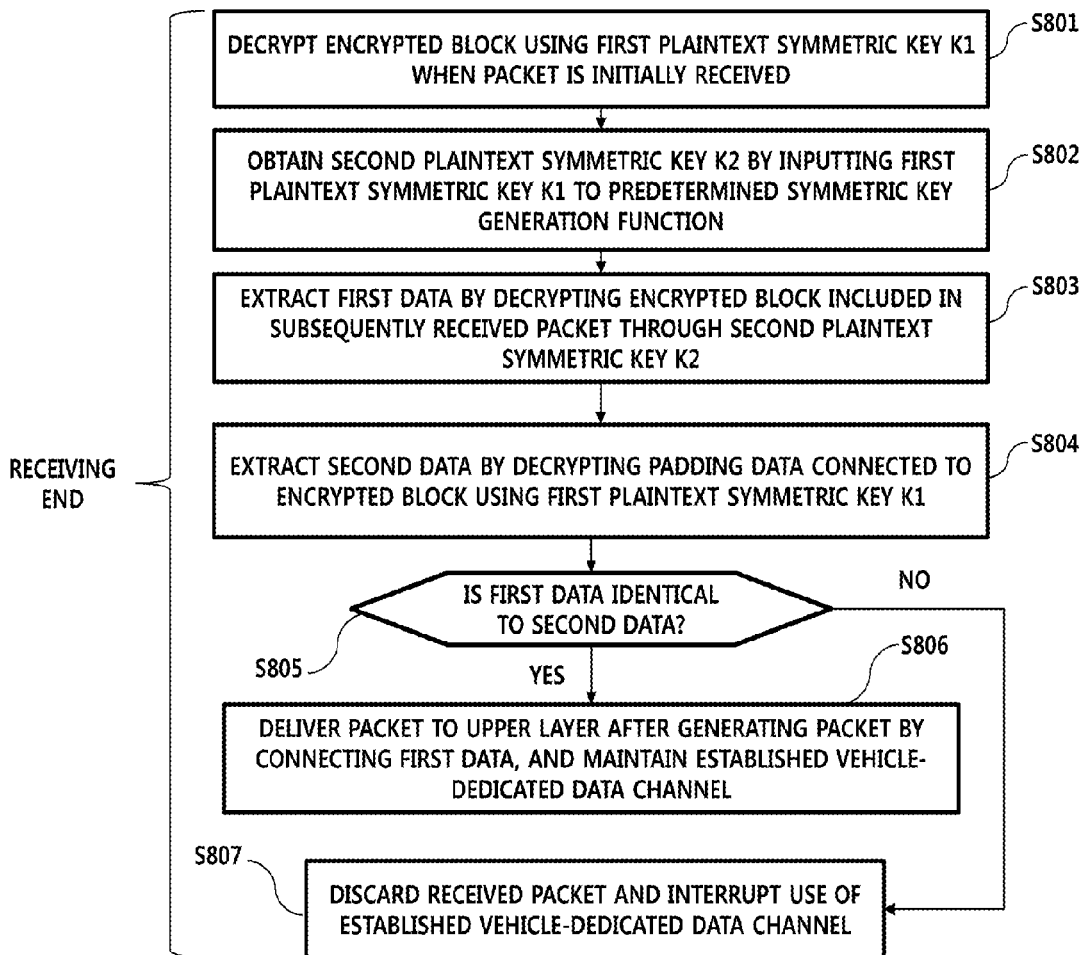 S801
DECRYPT ENCRYPTED BLOCK USING FIRST PLAINTEXT SYMMETRIC KEY K1
WHEN PACKET IS INITIALLY RECEIVED
S802
OBTAIN SECOND PLAINTEXT SYMMETRIC KEY K2 BY INPUTTING FIRST
PLAINTEXT SYMMETRIC KEY K1 TO PREDETERMINED SYMMETRIC KEY
GENERATION FUNCTION
S803
EXTRACT FIRST DATA BY DECRYPTING ENCRYPTED BLOCK INCLUDED IN
SUBSEQUENTLY RECEIVED PACKET THROUGH SECOND PLAINTEXT
SYMMETRIC KEY K2
S804
EXTRACT SECOND DATA BY DECRYPTING PADDING DATA CONNECTED TO
ENCRYPTED BLOCK USING FIRST PLAINTEXT SYMMETRIC KEY K1
RECEIVING
END
IS FIRST DATA IDENTICAL
TO SECOND DATA?
NO
S805
YES
S806
DELIVER PACKET TO UPPER LAYER AFTER GENERATING PACKET BY
CONNECTING FIRST DATA, AND MAINTAIN ESTABLISHED VEHICLE-
DEDICATED DATA CHANNEL
S807
DISCARD RECEIVED PACKET AND INTERRUPT USE OF
ESTABLISHED VEHICLE-DEDICATED DATA CHANNEL